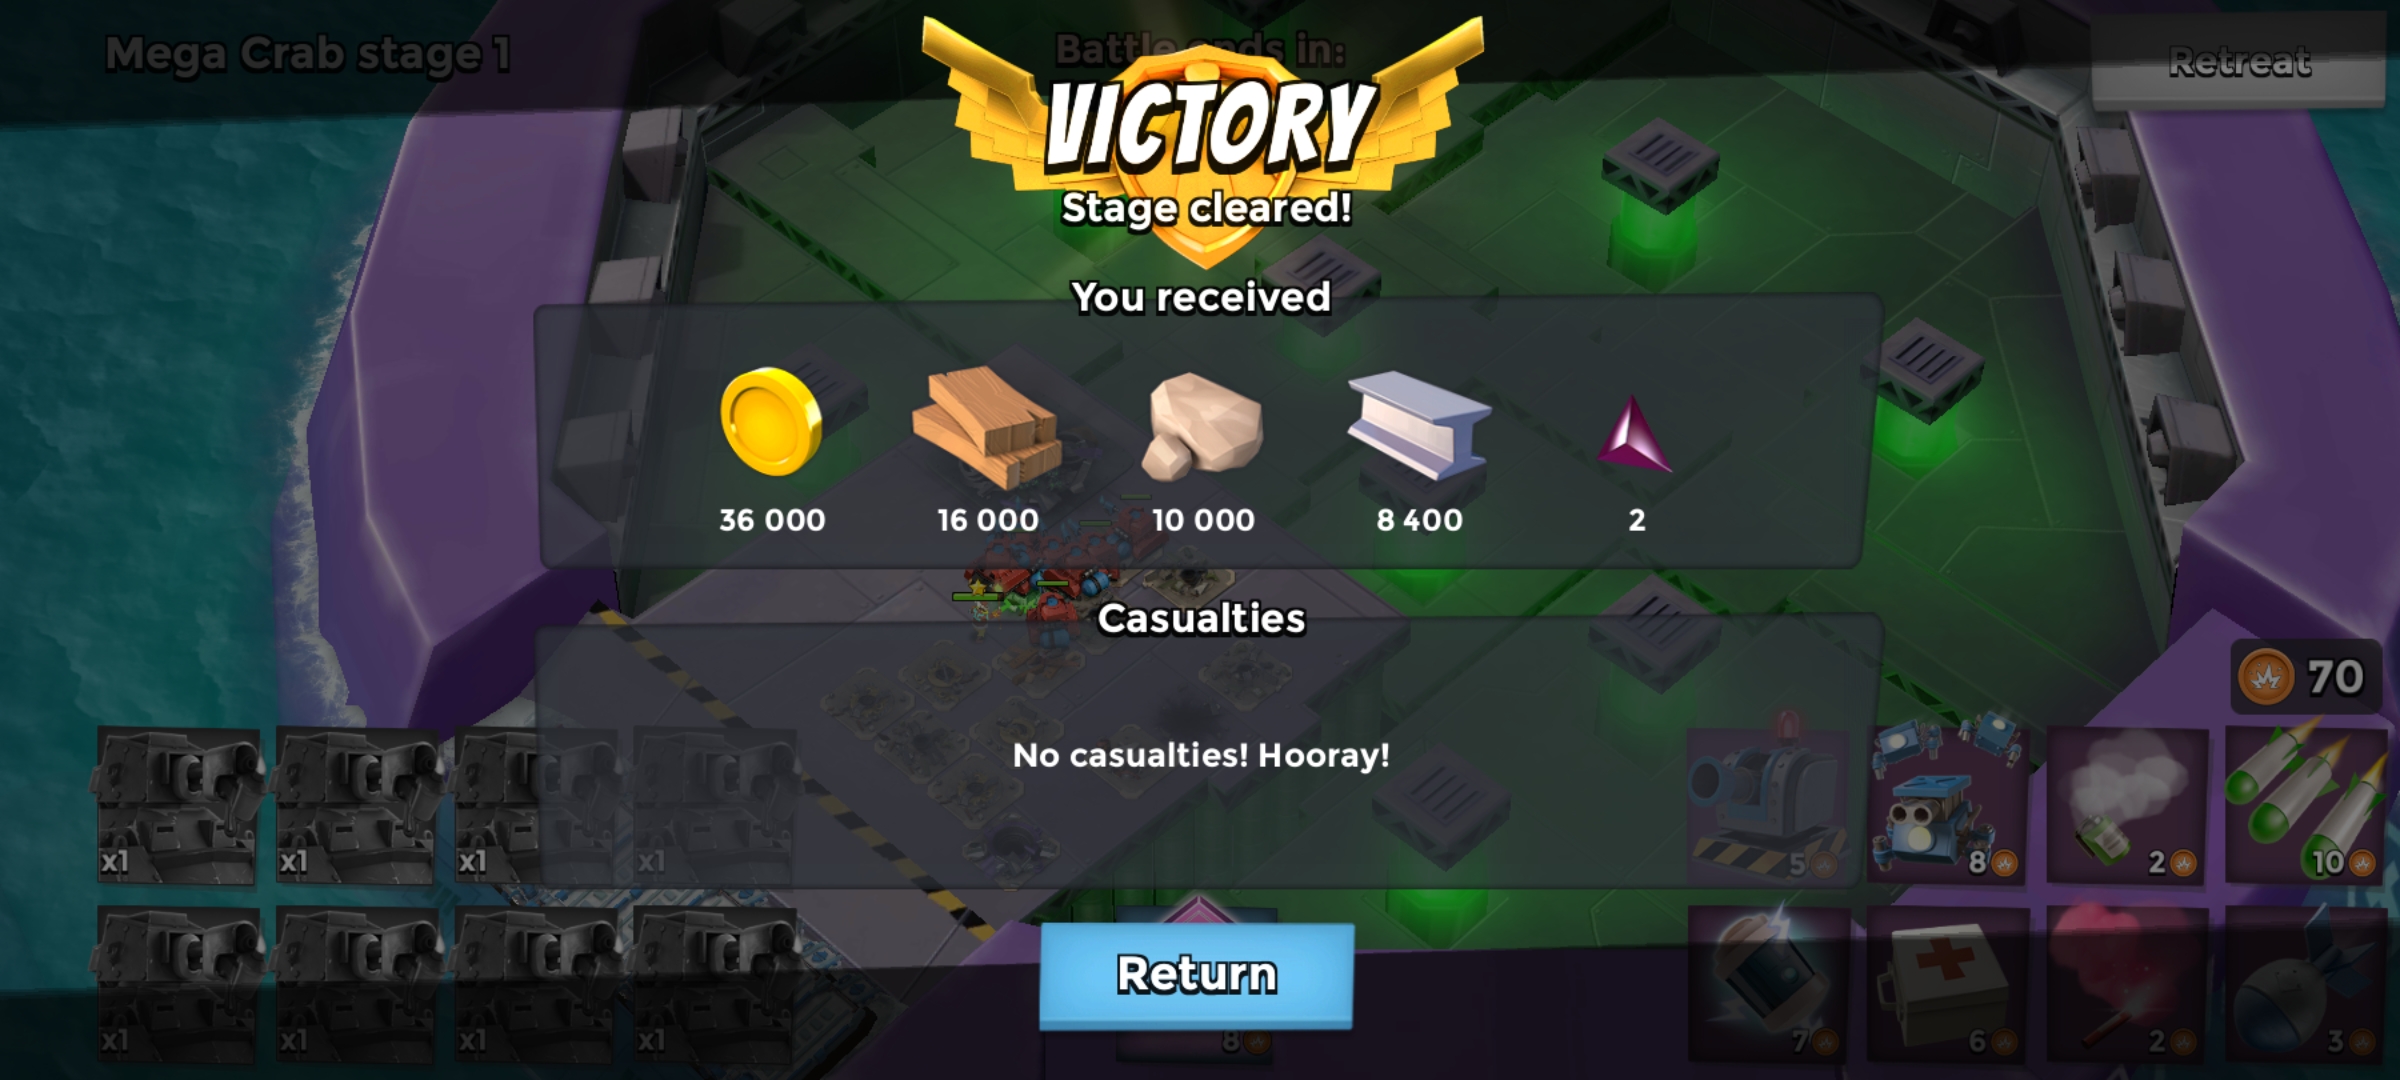 Mega Crab stage 1
Battle ends in:
Retreat
VICTORY
Stage cleared!
You received
36 000
16 000
10 000
8 400
2
Casualties
No casualties! Hooray!
70
x1
x1
x1
x1
5
8
2
10
x1
x1
x1
x1
Return
8
7
6
2
3